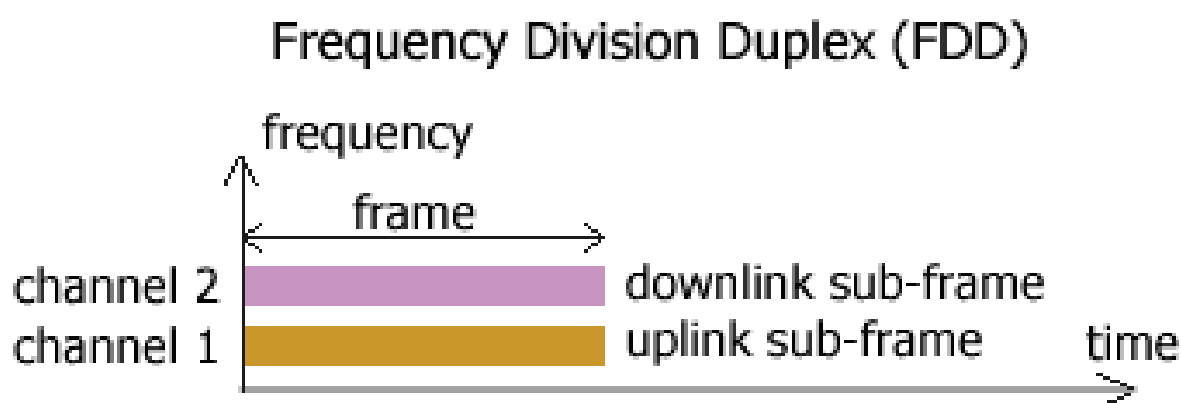 Frequency Division Duplex (FDD)
frequency
frame
channel 2 downlink sub-frame
channel 1 uplink sub-frame
time